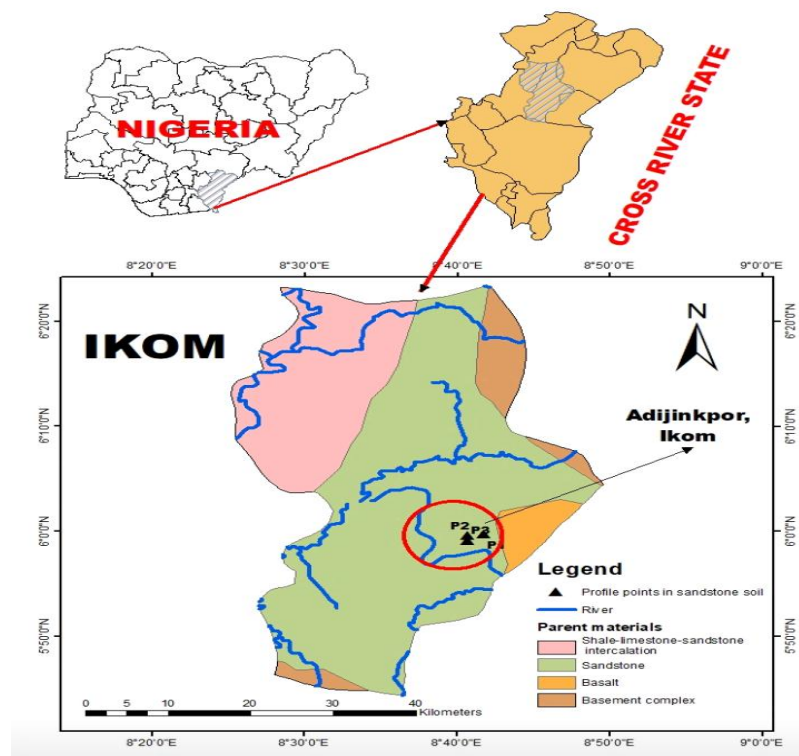 NIGERIA
CROSS RIVER STATE
8°20'0"E 8°30'0"E 8°40'0"E 8°50'0"E 9°0'0"E
IKOM
N
6°20'0"N 6°20'0"N
Adijinkpor,
Ikom
6°10'0"N 6°10'0"N
P2 P3
P1
6°0'0"N 6°0'0"N
Legend
Profile points in sandstone soil
River
Parent materials
Shale-limestone-sandstone
intercalation
Sandstone
Basalt
Basement complex
5°50'0"N 5°50'0"N
0 5 10 20 30 40
Kilometers
8°20'0"E 8°30'0"E 8°40'0"E 8°50'0"E 9°0'0"E